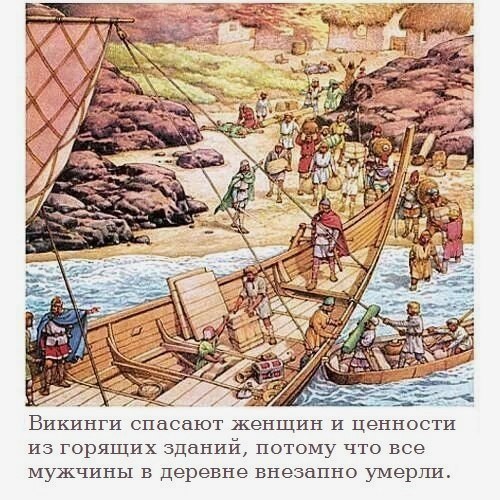 Викинги спасают женщин и ценности
из горящих зданий, потому что все
мужчины в деревне внезапно умерли.